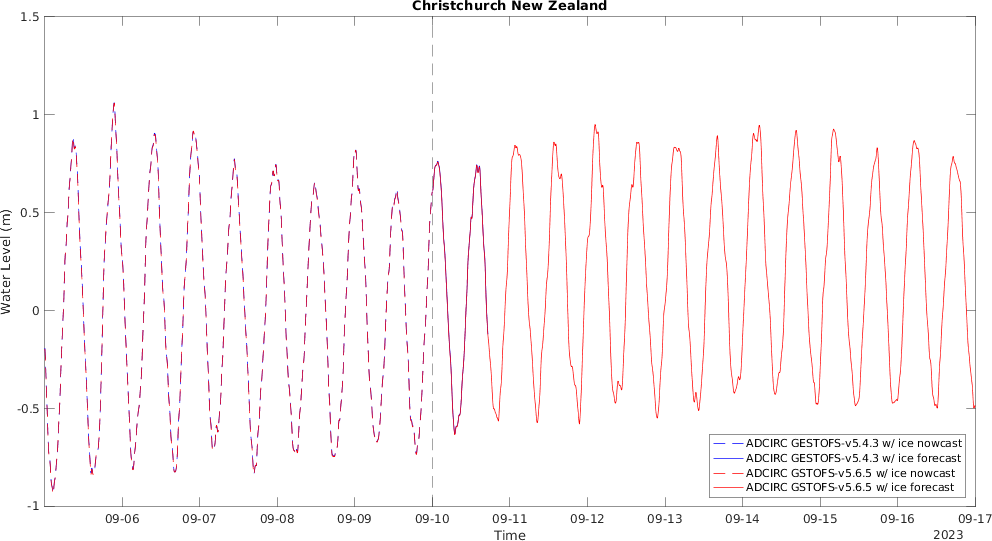 Christchurch New Zealand
1.5
1
0.5
0
-0.5
-1
Water Level (m)
09-06
09-07
09-08
09-09
09-10
09-11
09-12
09-13
09-14
09-15
09-16
09-17
Time
2023
ADCIRC GESTOFS-v5.4.3 w/ ice nowcast
ADCIRC GESTOFS-v5.4.3 w/ ice forecast
ADCIRC GSTOFS-v5.6.5 w/ ice nowcast
ADCIRC GSTOFS-v5.6.5 w/ ice forecast